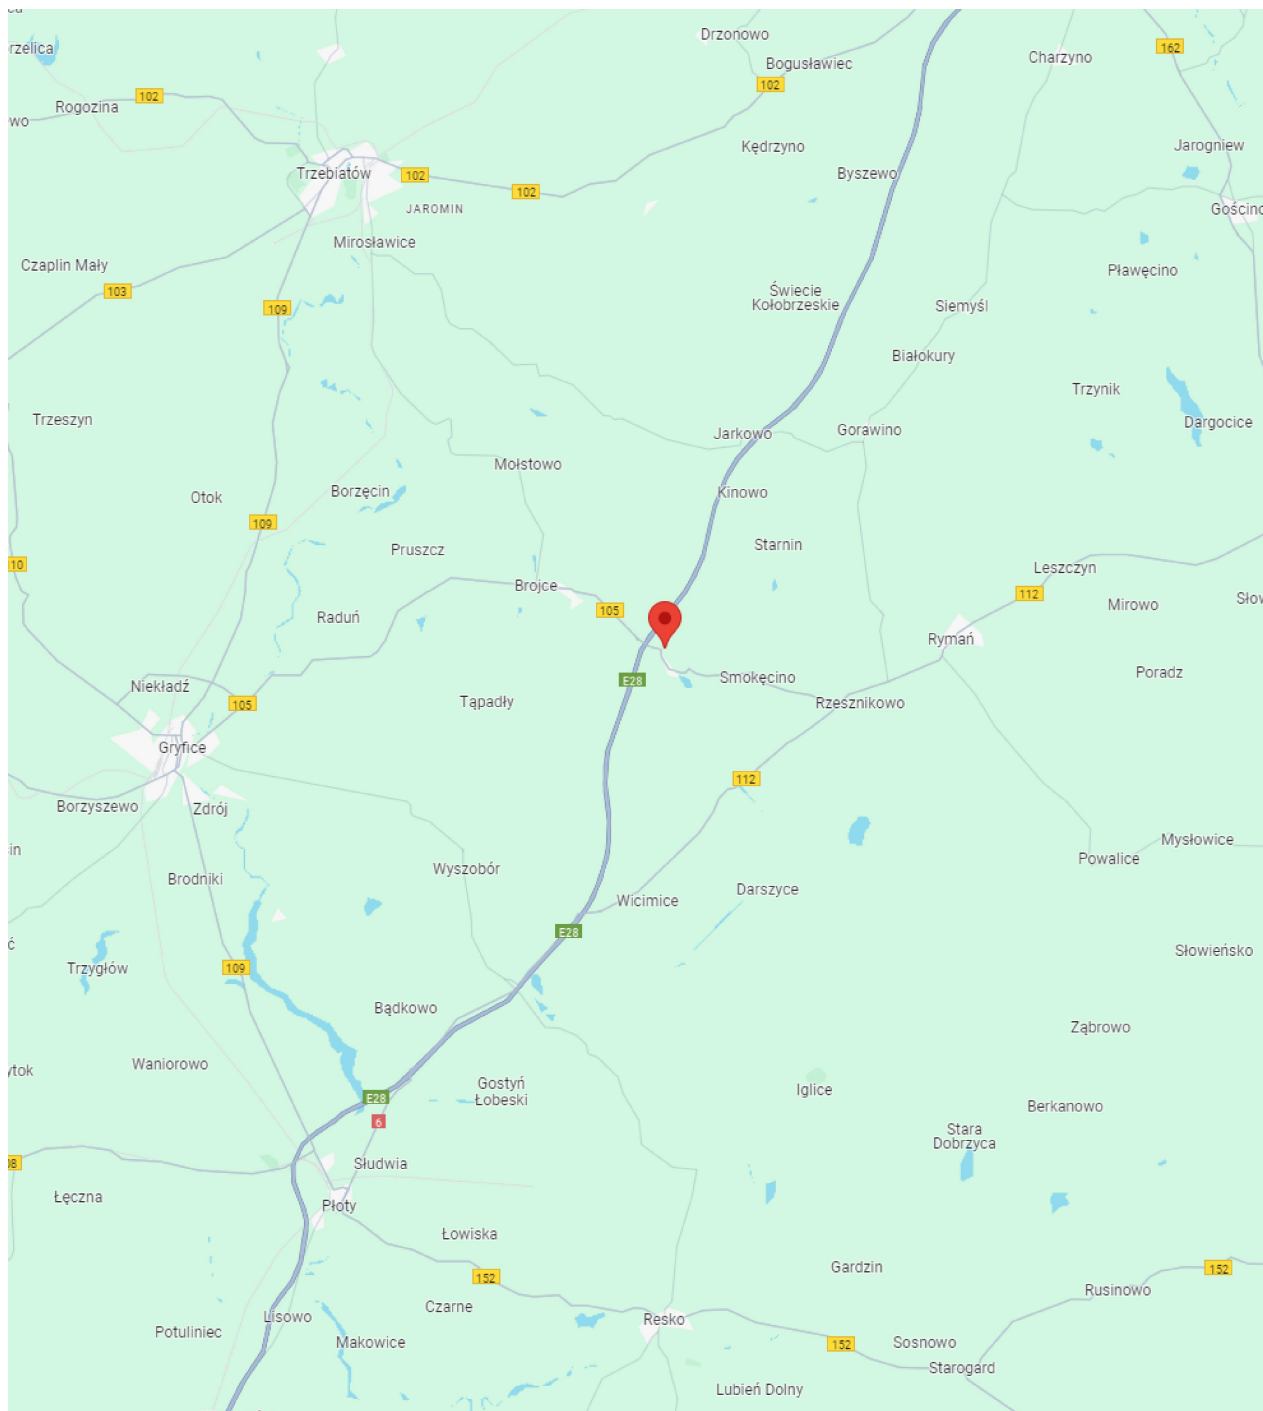 Drzonowo
162
rzelica
Charzyno
Bogusławiec
102
102
Rogozina
Kędrzyno
Jarogniew
Trzebiatów
102
Byszewo
102
JAROMIN
Gościno
Mirosławice
Czaplin Mały
Pławęcino
103
Świecie
Kołobrzeskie
109
Siemyśl
Białokury
Trzynik
Trzeszyn
Dargocice
Jarkowo
Gorawino
Mołstowo
Otok
Borzęcin
Kinowo
109
Pruszcz
Starnin
10
Leszczyn
Brojce
112
Mirowo
Raduń
105
Rymań
Poradz
Niekłądź
E28
Smokęcino
105
Tąpadły
Rzesznikowo
Gryfice
112
Borzyszewo
Zdrój
Mysłowice
Powalice
Wyszobór
Brodniki
Darszyce
Wicimice
E28
Słowieńsko
Trzygłów
109
Bądkowo
Ząbrowo
Waniorowo
ytok
Gostyń
Łobeski
Iglice
E28
Berkanowo
6
Stara
Dobrzyca
Słudwia
Łęczna
Płoty
Łowiska
Gardzin
152
152
Rusinowo
Czarne
Lisowo
Resko
Potuliniec
Makowice
152
Sosnowo
Starogard
Lubień Dolny